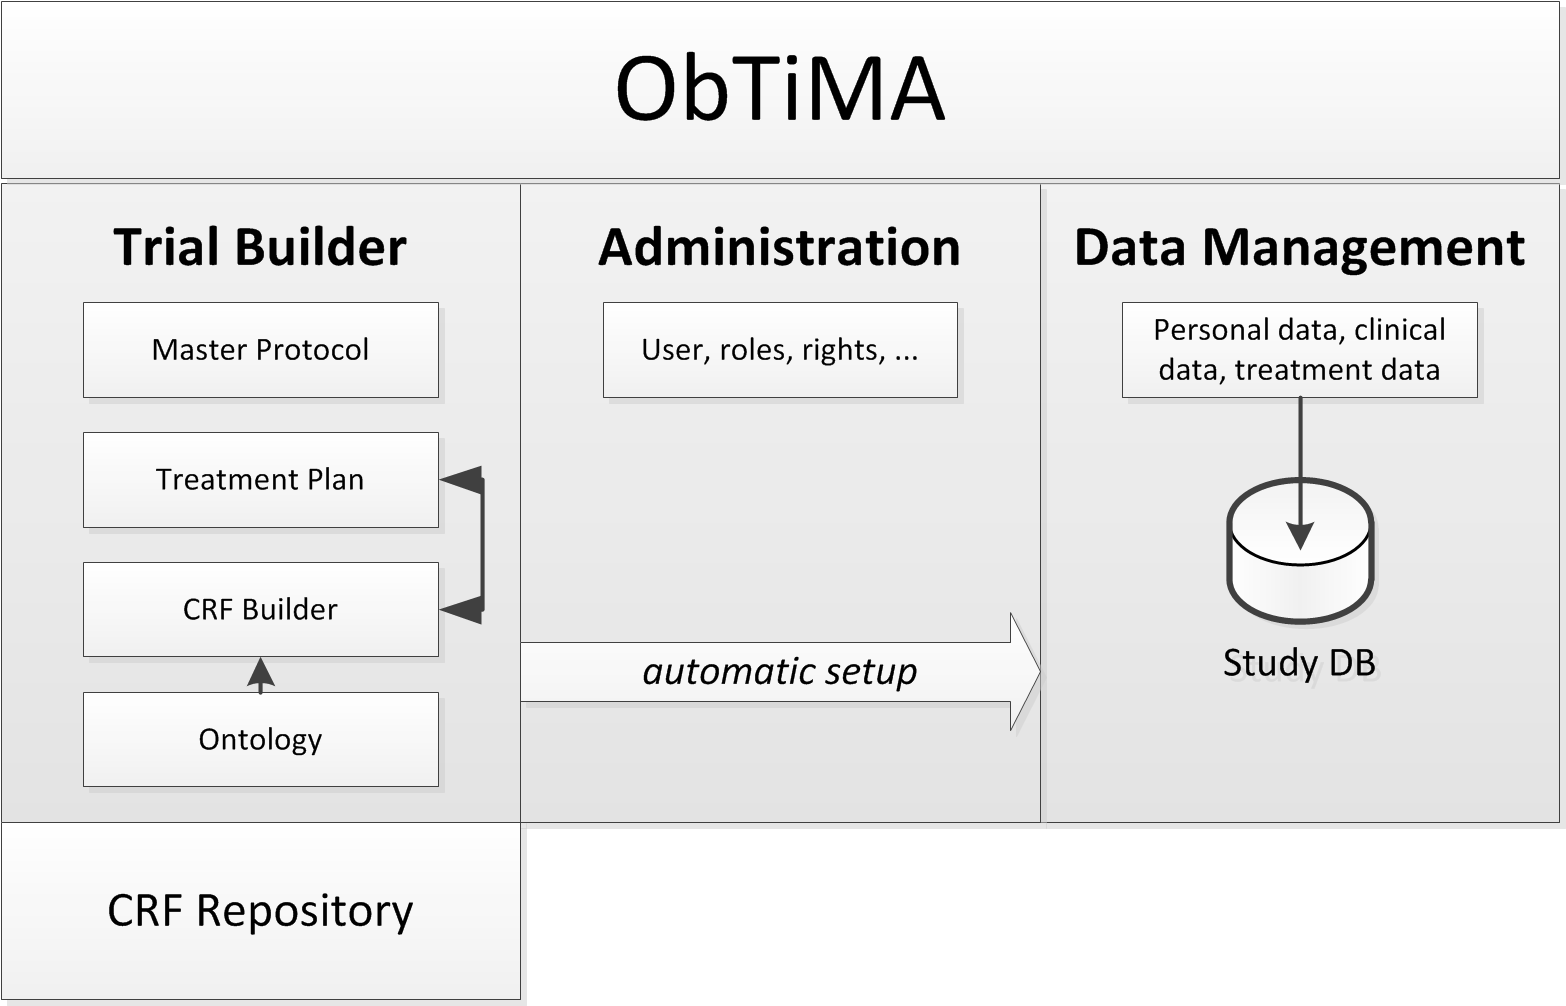 ObTiMA
Trial Builder
Master Protocol
Treatment Plan
CRF Builder
Ontology
CRF Repository
Administration
User, roles, rights, ...
automatic setup
Data Management
Personal data, clinical
data, treatment data
Study DB